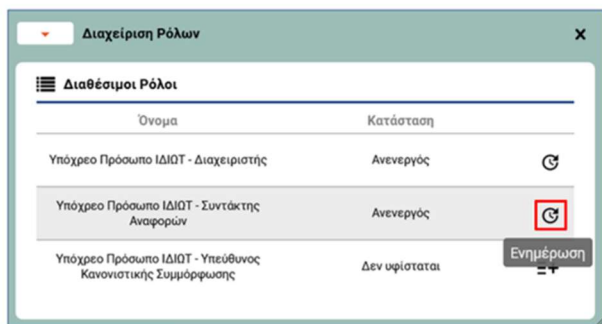 Διαχείριση Ρόλων
Διαθέσιμοι Ρόλοι
Όνομα Κατάσταση
Υπόχρεο Πρόσωπο ΙΔΙΩΤ - Διαχειριστής Ανενεργός
Υπόχρεο Πρόσωπο ΙΔΙΩΤ - Συντάκτης
Αναφορών Ανενεργός
Ενημέρωση
Υπόχρεο Πρόσωπο ΙΔΙΩΤ - Υπεύθυνος
Κανονιστικής Συμμόρφωσης Δεν υφίσταται